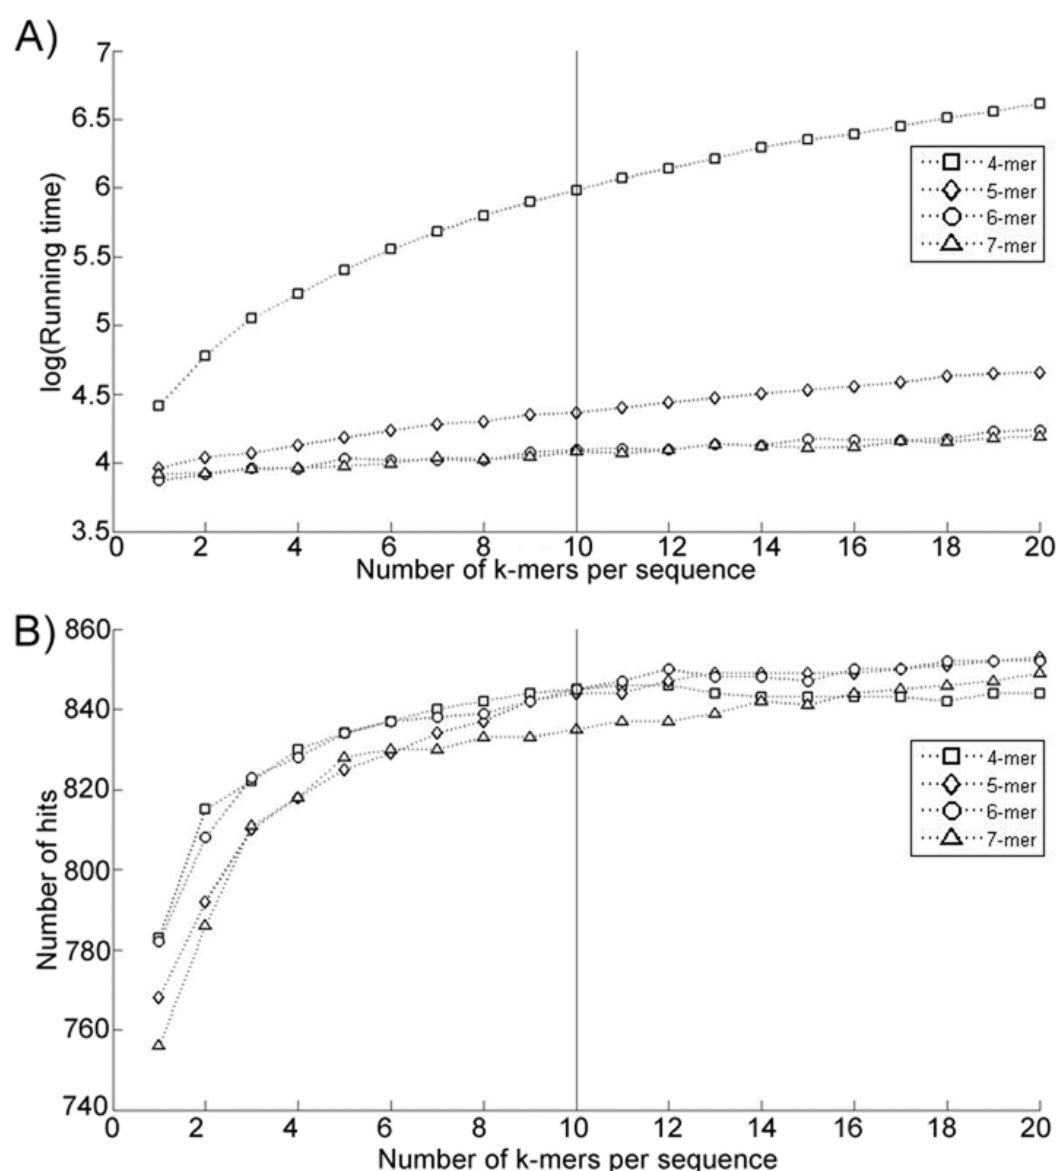 A)
7
6.5
6
5.5
5
4.5
4
3.5
log(Running time)
4-mer
5-mer
6-mer
7-mer
0 2 4 6 8 10 12 14 16 18 20
Number of k-mers per sequence
B)
860
840
820
800
780
760
740
Number of hits
4-mer
5-mer
6-mer
7-mer
0 2 4 6 8 10 12 14 16 18 20
Number of k-mers per sequence